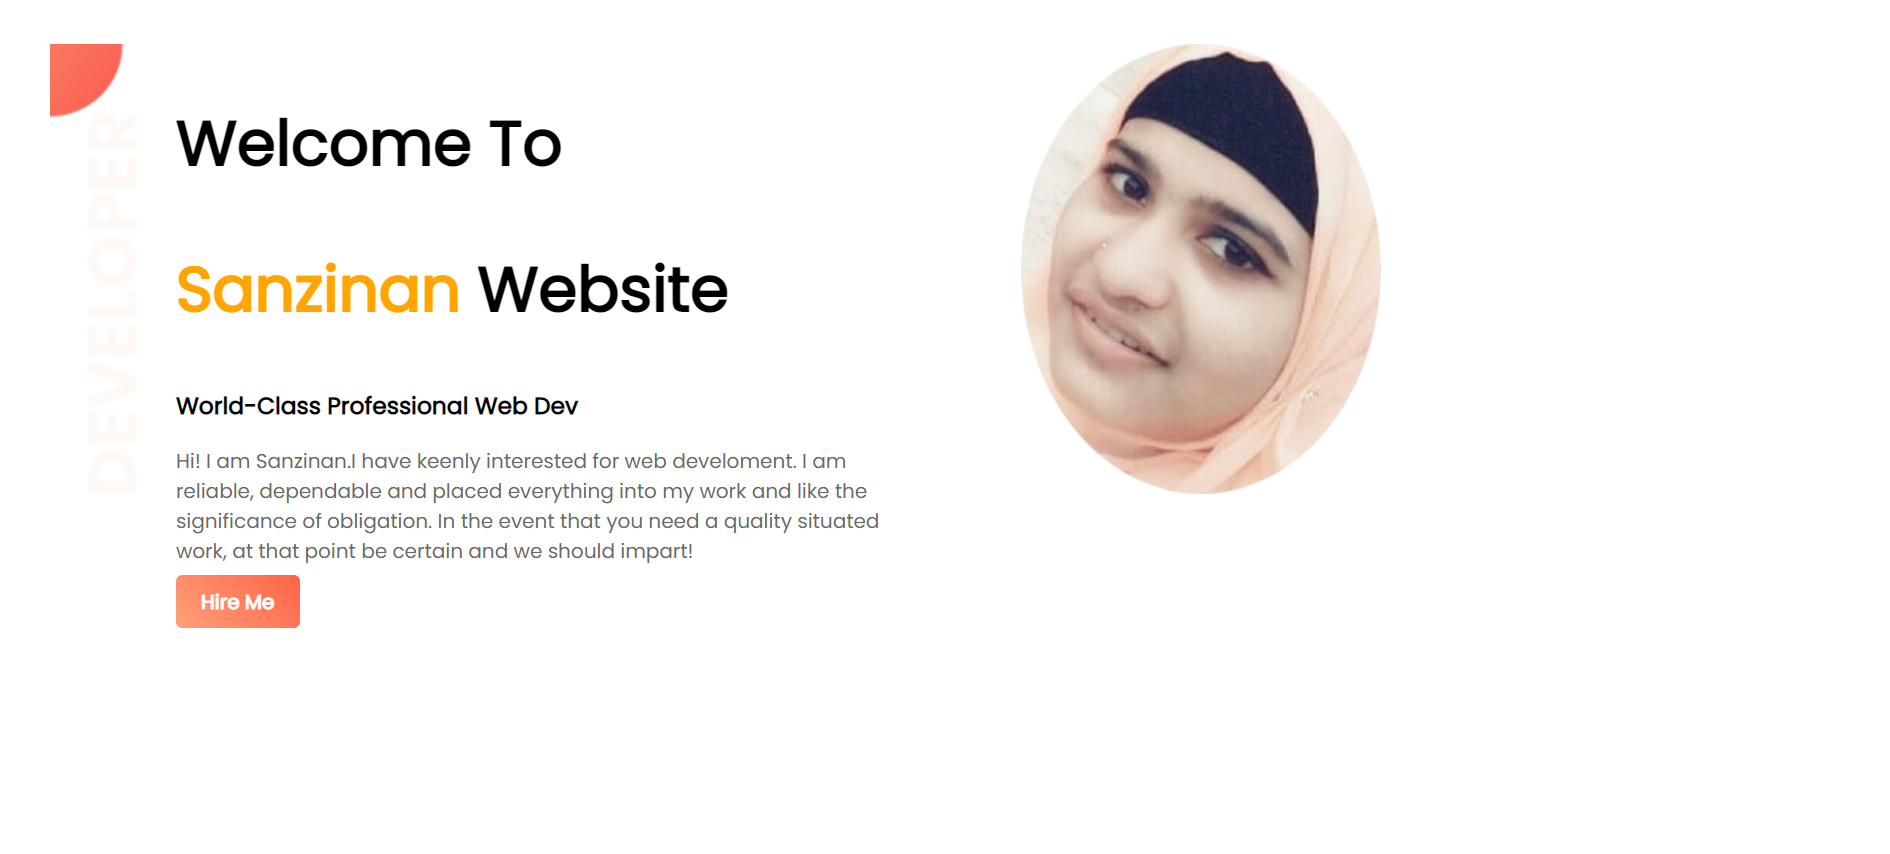 DEVELOPER
Welcome To
Sanzinan Website
World-Class Professional Web Dev
Hi! I am Sanzinan.I have keenly interested for web develoment. I am
reliable, dependable and placed everything into my work and like the
significance of obligation. In the event that you need a quality situated
work, at that point be certain and we should impart!
Hire Me